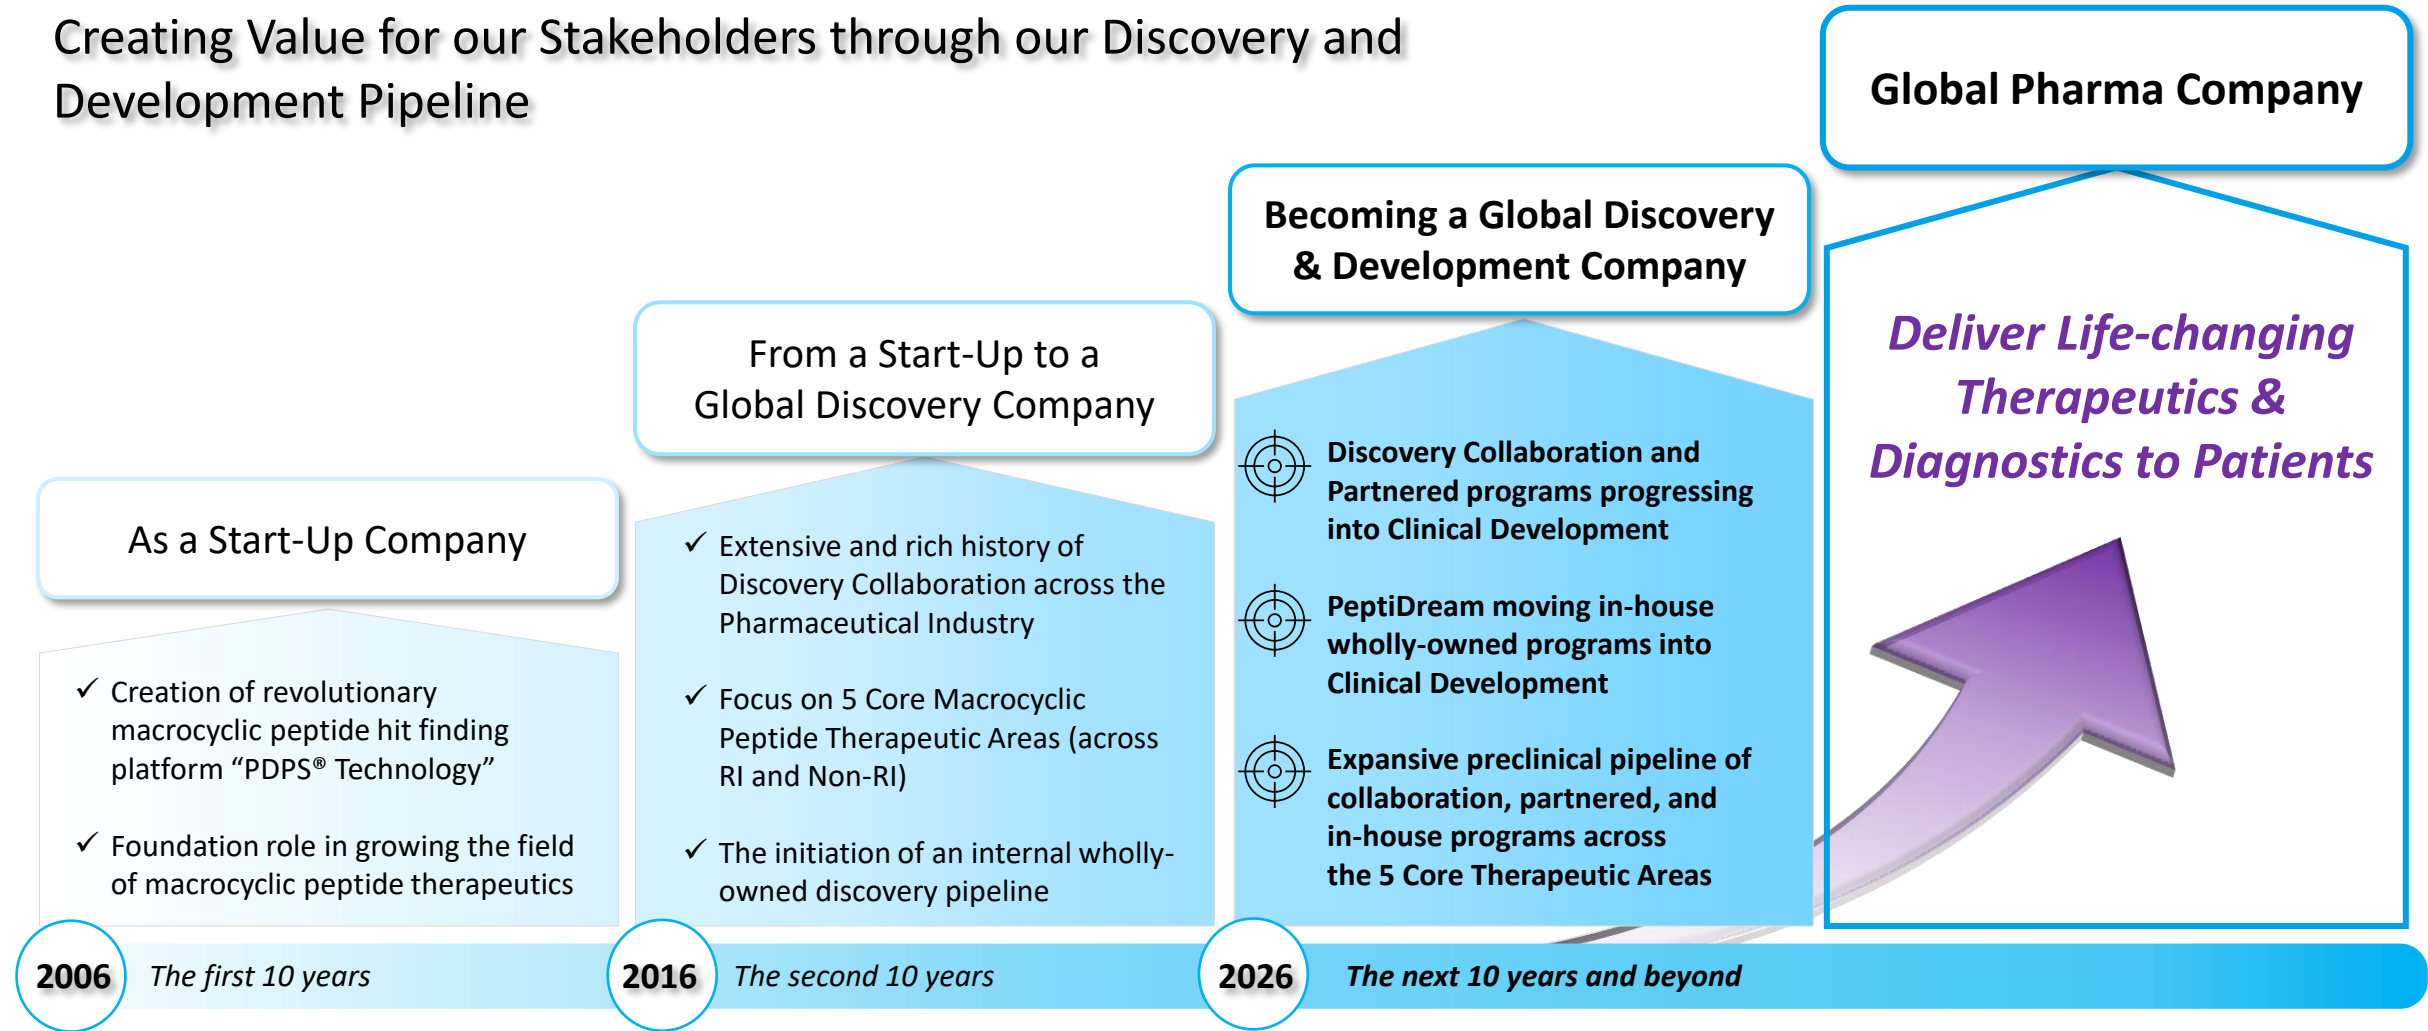 Creating Value for our Stakeholders through our Discovery and
Development Pipeline
As a Start-Up Company
✓ Creation of revolutionary
macrocyclic peptide hit finding
platform “PDPS® Technology”
✓ Foundation role in growing the field
of macrocyclic peptide therapeutics
From a Start-Up to a
Global Discovery Company
✓ Extensive and rich history of
Discovery Collaboration across the
Pharmaceutical Industry
✓ Focus on 5 Core Macrocyclic
Peptide Therapeutic Areas (across
RI and Non-RI)
✓ The initiation of an internal wholly-
owned discovery pipeline
Becoming a Global Discovery
& Development Company
Discovery Collaboration and
Partnered programs progressing
into Clinical Development
PeptiDream moving in-house
wholly-owned programs into
Clinical Development
Expansive preclinical pipeline of
collaboration, partnered, and
in-house programs across
the 5 Core Therapeutic Areas
Global Pharma Company
Deliver Life-changing
Therapeutics &
Diagnostics to Patients
2006 The first 10 years
2016 The second 10 years
2026 The next 10 years and beyond